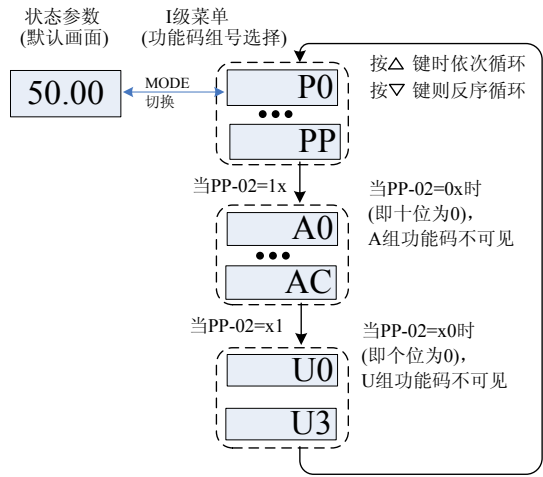 状态参数
(默认画面)
I级菜单
(功能码组号选择)
50.00
MODE
切换
P0
•••
PP
按△ 键时依次循环
按▽ 键则反序循环
当PP-02=1x
A0
•••
AC
当PP-02=0x时
(即十位为0),
A组功能码不可见
当PP-02=x1
U0
U3
当PP-02=x0时
(即个位为0),
U组功能码不可见